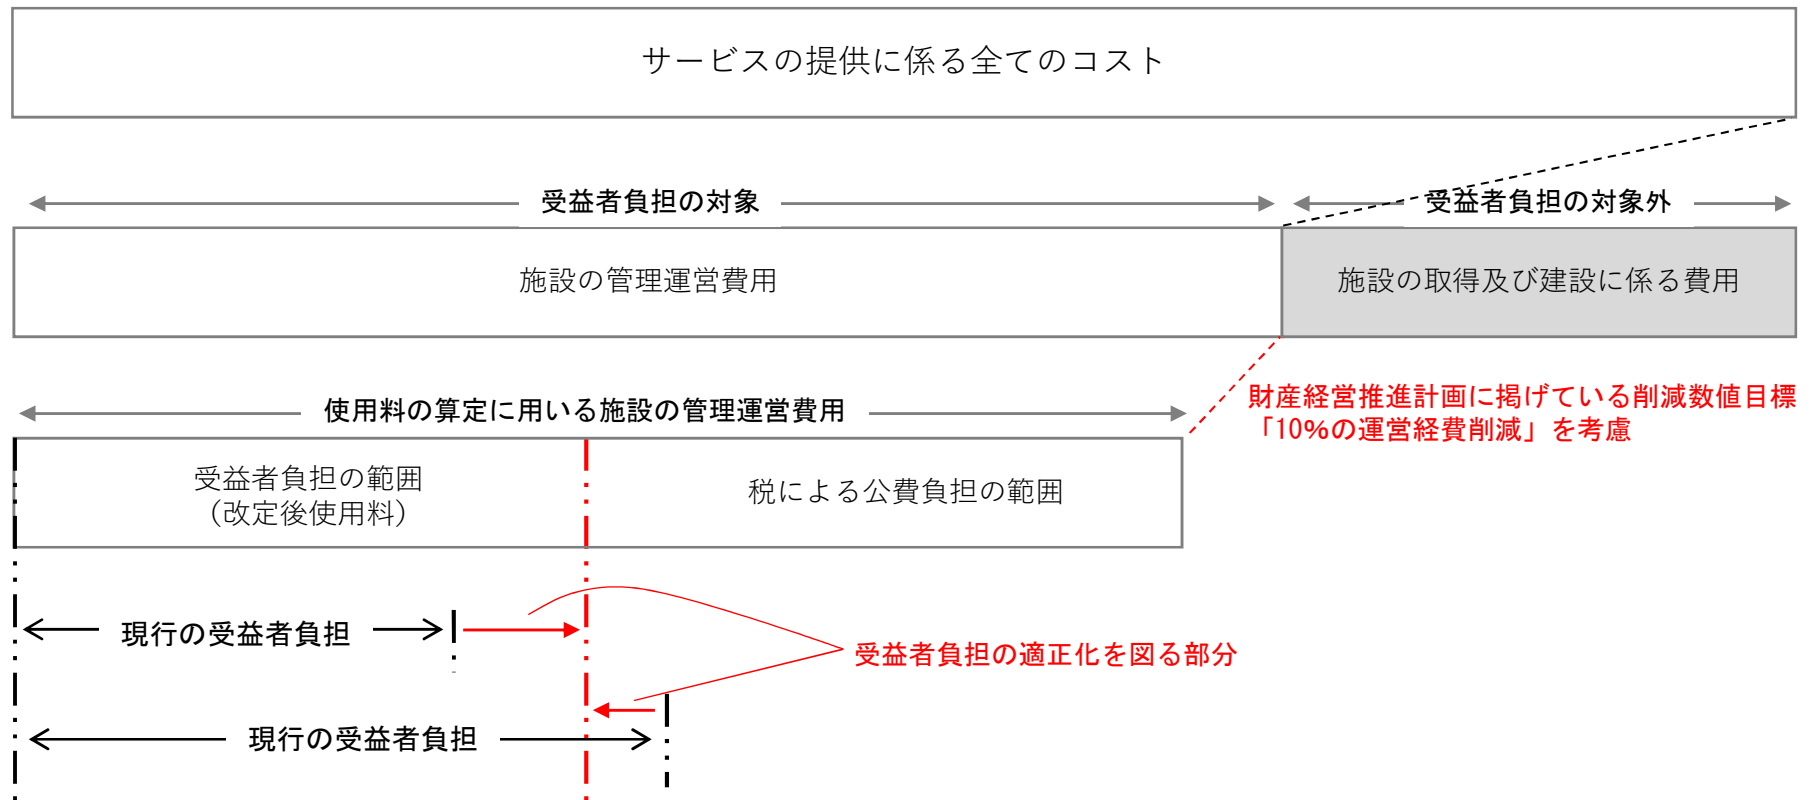 サービスの提供に係る全てのコスト
受益者負担の対象
受益者負担の対象外
施設の管理運営費用
施設の取得及び建設に係る費用
使用料の算定に用いる施設の管理運営費用
財産経営推進計画に掲げている削減数値目標
「10%の運営経費削減」を考慮
受益者負担の範囲
（改定後使用料）
税による公費負担の範囲
現行の受益者負担
受益者負担の適正化を図る部分
現行の受益者負担